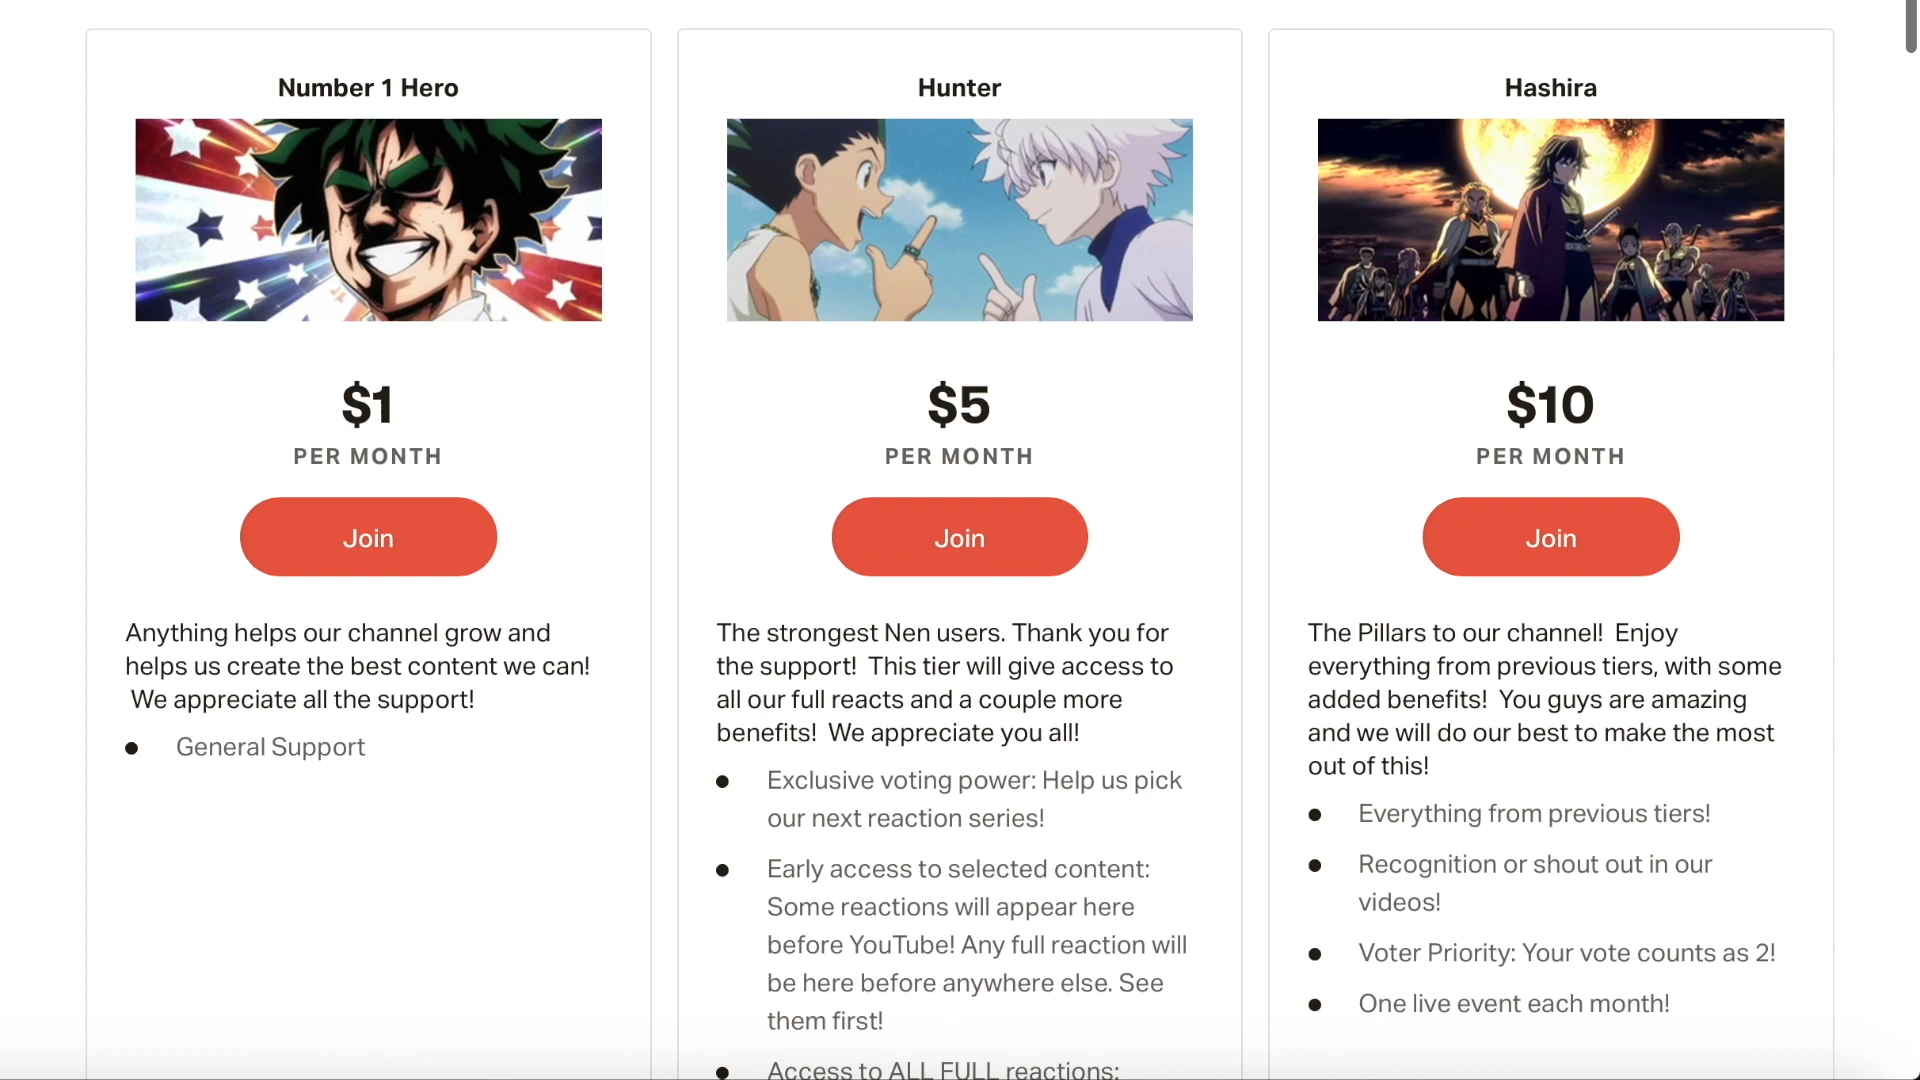 Number 1 Hero
$1
PER MONTH
Join
Anything helps our channel grow and
helps us create the best content we can!
We appreciate all the support!
● General Support
Hunter
$5
PER MONTH
Join
The strongest Nen users. Thank you for
the support!  This tier will give access to
all our full reacts and a couple more
benefits!  We appreciate you all!
● Exclusive voting power: Help us pick
our next reaction series!
● Early access to selected content:
Some reactions will appear here
before YouTube! Any full reaction will
be here before anywhere else. See
them first!
● Access to ALL FULL reactions:
Hashira
$10
PER MONTH
Join
The Pillars to our channel!  Enjoy
everything from previous tiers, with some
added benefits!  You guys are amazing
and we will do our best to make the most
out of this!
● Everything from previous tiers!
● Recognition or shout out in our
videos!
● Voter Priority: Your vote counts as 2!
● One live event each month!